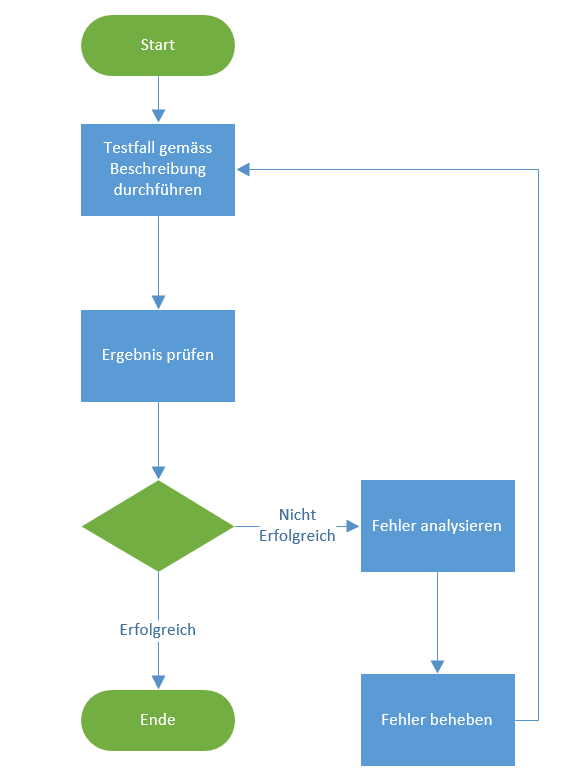 Start
Testfall gemäss
Beschreibung
durchführen
Ergebnis prüfen
Nicht
Erfolgreich
Fehler analysieren
Erfolgreich
Ende
Fehler beheben